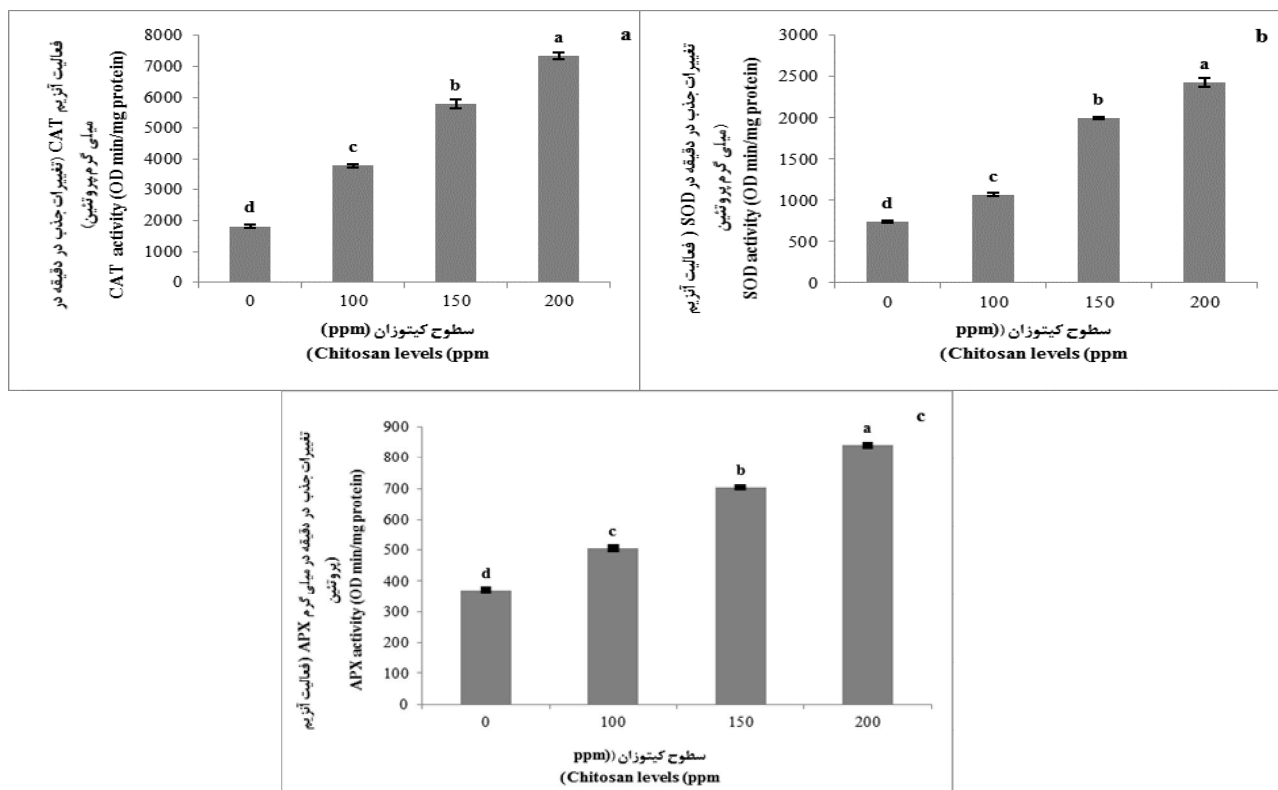 a
فعالیت آنزیم CAT (تغییرات جذب در دقیقه در
میلی گرم پروتئین)
CAT activity (OD min/mg protein)
8000
7000
6000
5000
4000
3000
2000
1000
0
d
c
b
a
0 100 150 200
سطوح کیتوزان (ppm)
(Chitosan levels (ppm
b
تغییرات جذب در دقیقه در SOD ( فعالیت آنزیم
(میلی گرم پروتئین
SOD activity (OD min/mg protein)
3000
2500
2000
1500
1000
500
0
d
c
b
a
0 100 150 200
سطوح کیتوزان ((ppm
(Chitosan levels (ppm
c
تغییرات جذب در دقیقه در میلی گرم APX (فعالیت آنزیم
(پروتئین
APX activity (OD min/mg protein)
900
800
700
600
500
400
300
200
100
0
d
c
b
a
0 100 150 200
سطوح کیتوزان ((ppm
(Chitosan levels (ppm